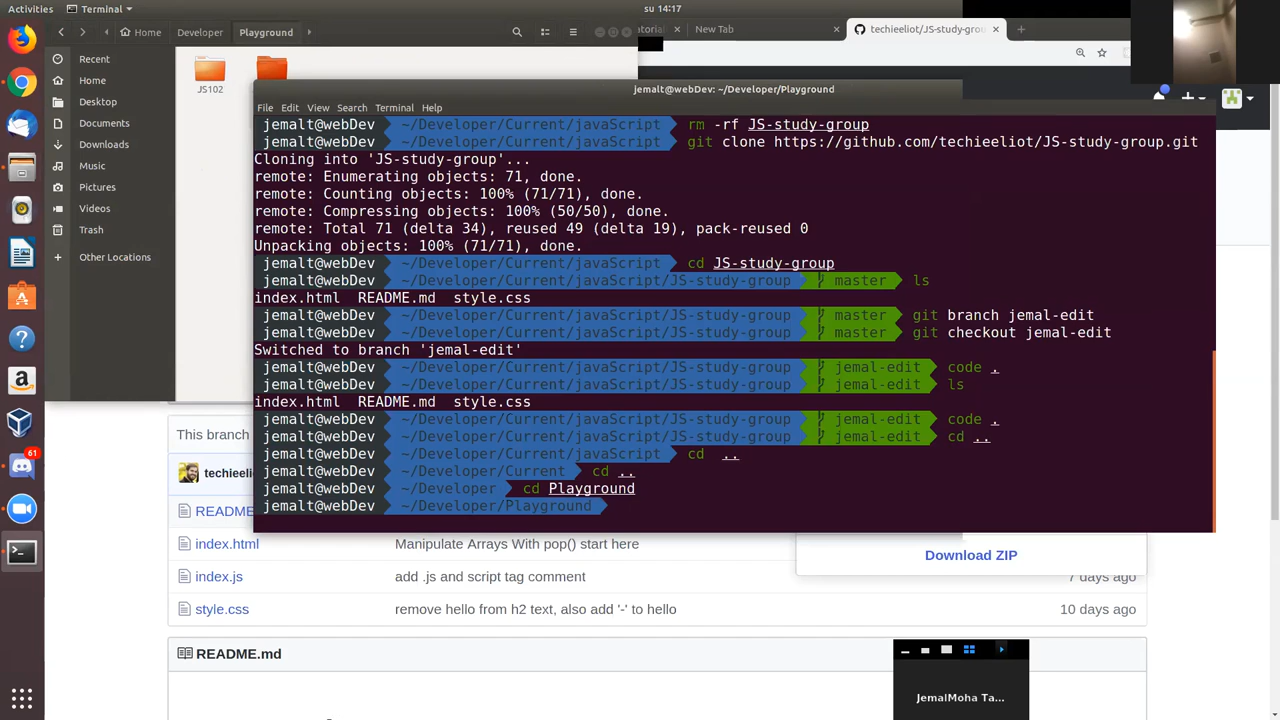 Activities
Terminal
su 14:17
Home
Developer
Playground
New Tab
techieeliot/JS-study-grou
Recent
Home
Desktop
Documents
Downloads
Music
Pictures
Videos
Trash
Other Locations
JS102
jemalt@webDev: ~/Developer/Playground
File Edit View Search Terminal Help
jemalt@webDev ~/Developer/Current/javaScript rm -rf JS-study-group
jemalt@webDev ~/Developer/Current/javaScript git clone https://github.com/techieeliot/JS-study-group.git
Cloning into 'JS-study-group'...
remote: Enumerating objects: 71, done.
remote: Counting objects: 100% (71/71), done.
remote: Compressing objects: 100% (50/50), done.
remote: Total 71 (delta 34), reused 49 (delta 19), pack-reused 0
Unpacking objects: 100% (71/71), done.
jemalt@webDev ~/Developer/Current/javaScript cd JS-study-group
jemalt@webDev ~/Developer/Current/javaScript/JS-study-group master ls
index.html README.md style.css
jemalt@webDev ~/Developer/Current/javaScript/JS-study-group master git branch jemal-edit
jemalt@webDev ~/Developer/Current/javaScript/JS-study-group master git checkout jemal-edit
Switched to branch 'jemal-edit'
jemalt@webDev ~/Developer/Current/javaScript/JS-study-group jemal-edit code .
jemalt@webDev ~/Developer/Current/javaScript/JS-study-group jemal-edit ls
index.html README.md style.css
jemalt@webDev ~/Developer/Current/javaScript/JS-study-group jemal-edit code .
jemalt@webDev ~/Developer/Current/javaScript/JS-study-group jemal-edit cd ..
jemalt@webDev ~/Developer/Current/javaScript cd ..
jemalt@webDev ~/Developer/Current cd ..
jemalt@webDev ~/Developer cd Playground
jemalt@webDev ~/Developer/Playground
This branch
techieeli
README
index.html Manipulate Arrays With pop() start here
Download ZIP
index.js add .js and script tag comment 7 days ago
style.css remove hello from h2 text, also add '-' to hello 10 days ago
README.md
61
JemalMoha Ta...